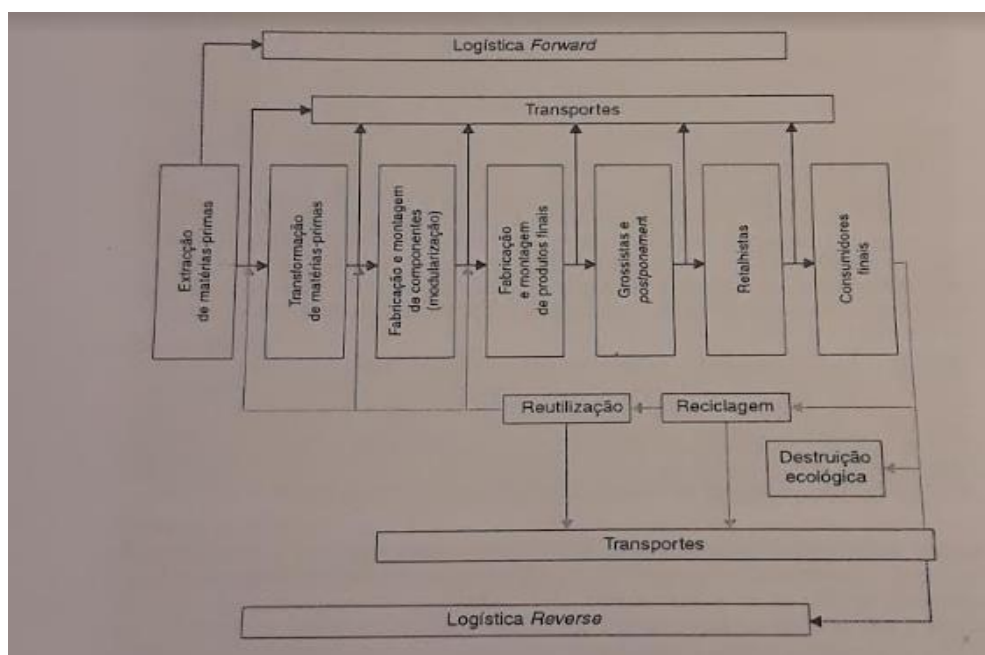 Logística Forward
Transportes
Extracção
de matérias-primas
Transformação
de matérias-primas
Fabricação e montagem
de componentes
(modularização)
Fabricação
e montagem
de produtos finais
Grossistas e
postponement
Retalhistas
Consumidores
finais
Reutilização
Reciclagem
Destruição
ecológica
Transportes
Logística Reverse